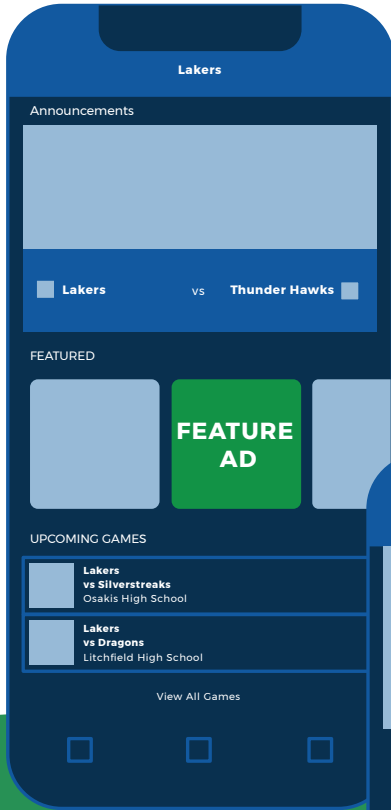 Lakers
Announcements
Lakers vs Thunder Hawks
FEATURED
FEATURE
AD
UPCOMING GAMES
Lakers
vs Silverstreaks
Osakis High School
Lakers
vs Dragons
Litchfield High School
View All Games